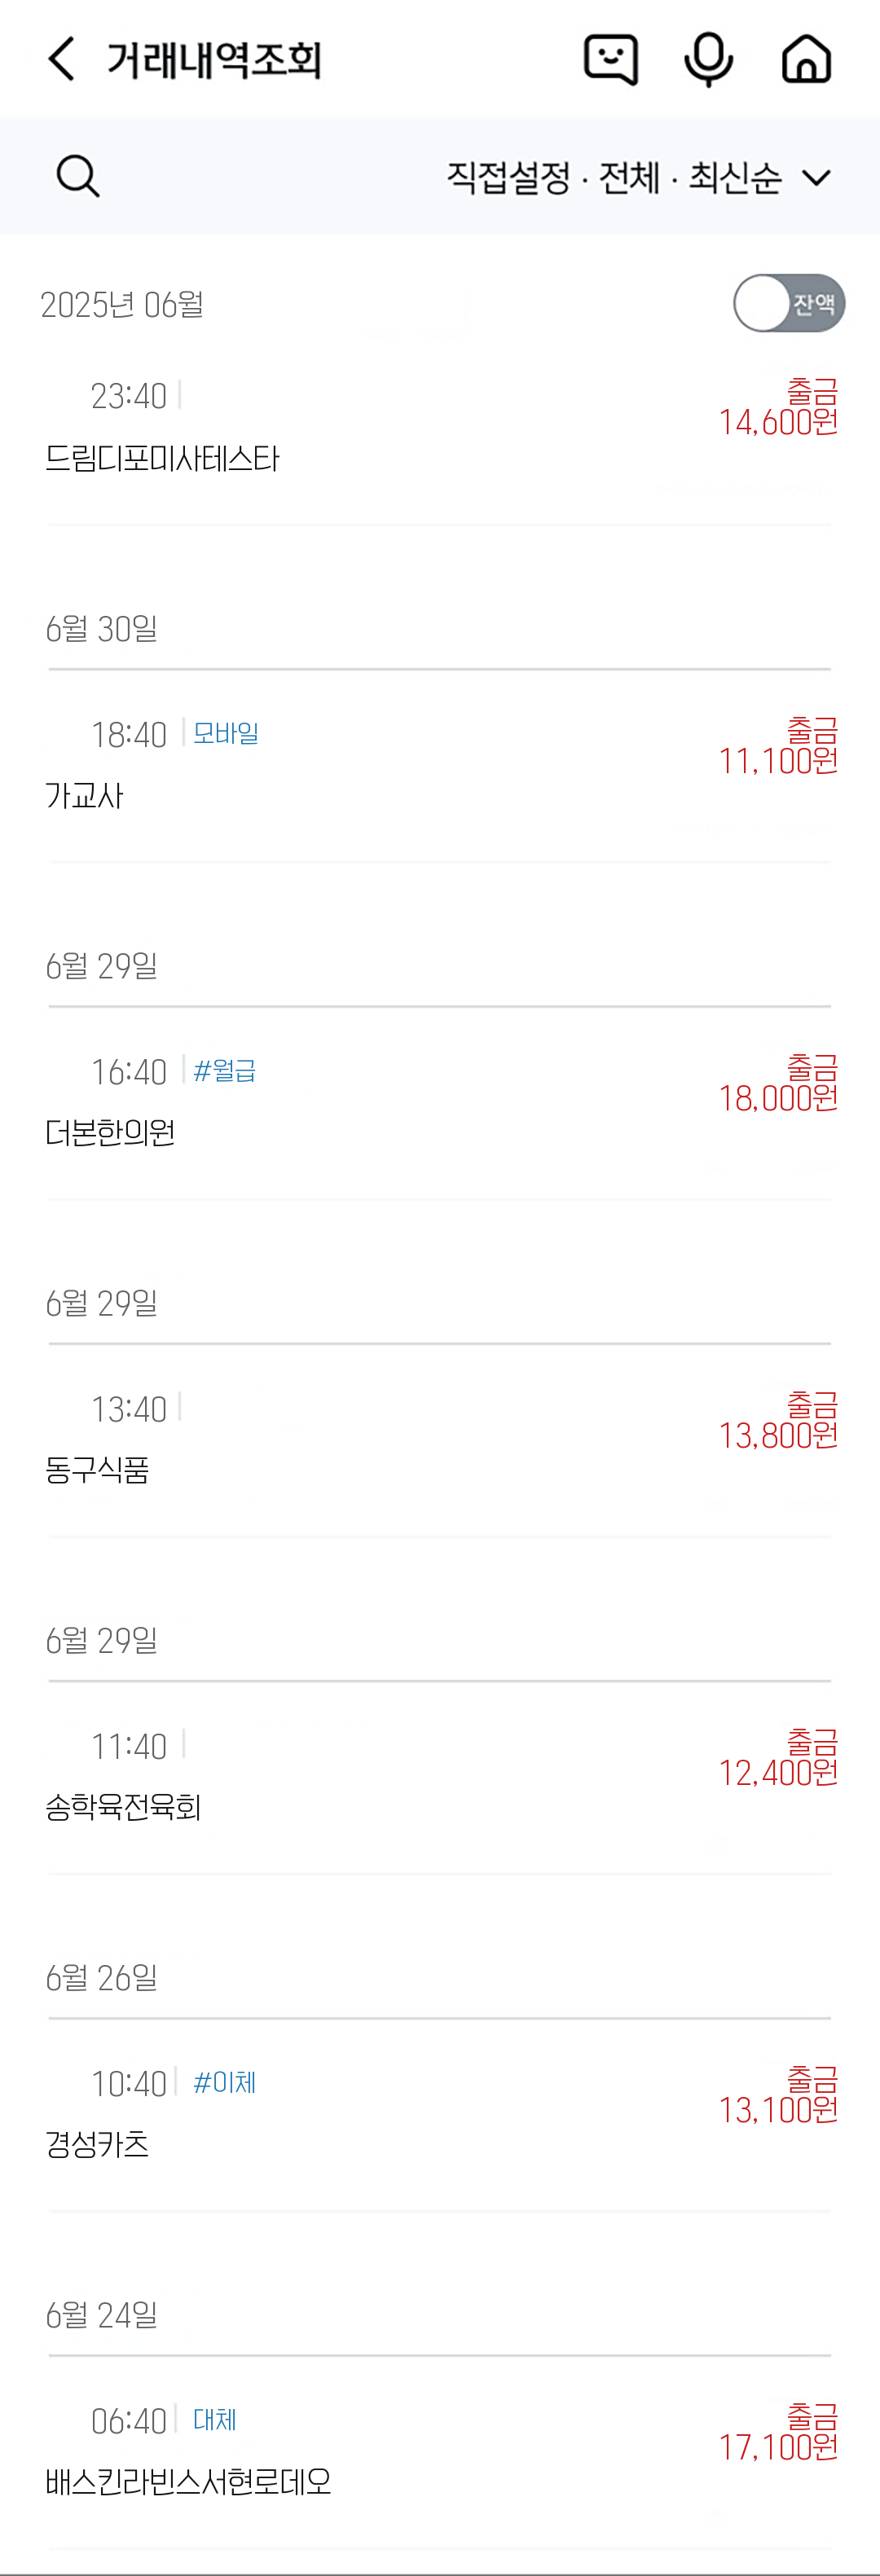 거래내역조회
직접설정 · 전체 · 최신순
2025년 06월
잔액
23:40
출금
14,600원
드림디포미사테스타
6월 30일
18:40 모바일
출금
11,100원
가교사
6월 29일
16:40 #월급
출금
18,000원
더본한의원
6월 29일
13:40
출금
13,800원
동구식품
6월 29일
11:40
출금
12,400원
송학육전육회
6월 26일
10:40 #이체
출금
13,100원
경성카츠
6월 24일
06:40 대체
출금
17,100원
배스킨라빈스서현로데오